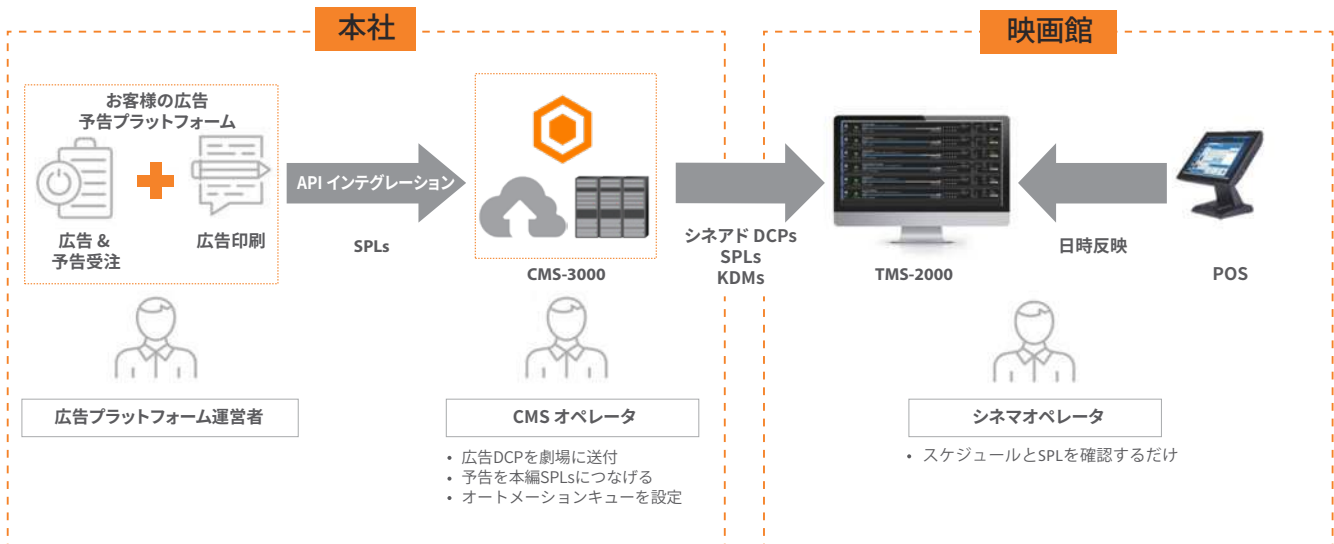 本社
映画館
お客様の広告
予告プラットフォーム
広告 &
予告受注
広告印刷
API インテグレーション
SPLs
CMS-3000
シネアド DCPs
SPLs
KDMs
TMS-2000
日時反映
POS
広告プラットフォーム運営者
CMS オペレータ
• 広告DCPを劇場に送付
• 予告を本編SPLsにつなげる
• オートメーションキューを設定
シネマオペレータ
• スケジュールとSPLを確認するだけ